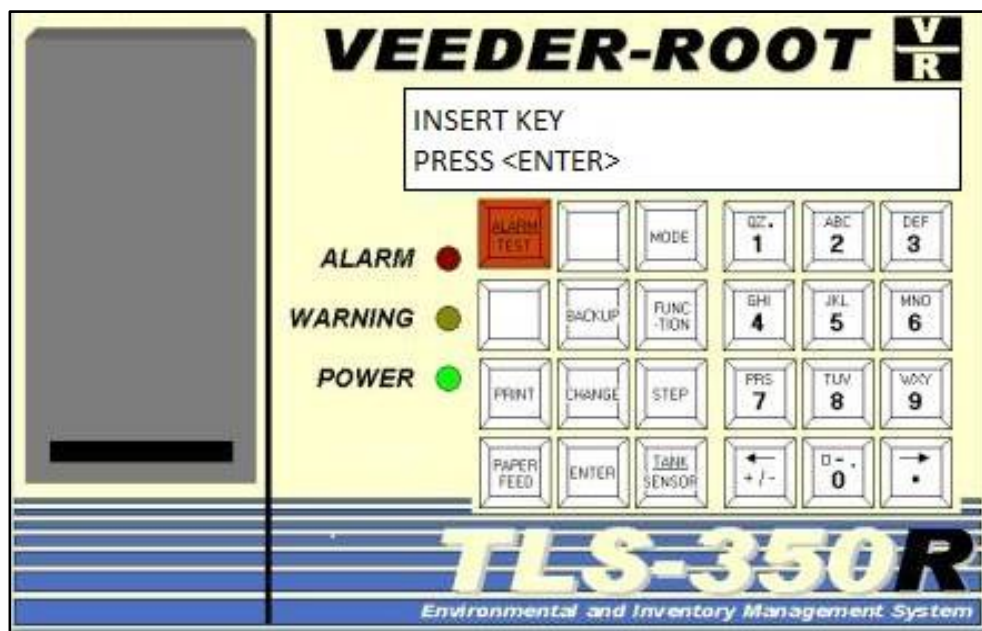 VEEDER-ROOT V
R
INSERT KEY
PRESS <ENTER>
ALARM
TEST
MODE
QZ.
1
ABC
2
DEF
3
ALARM
WARNING
BACKUP
FUNC
-TION
GHI
4
JKL
5
MNO
6
POWER
PRINT
CHANGE
STEP
PRS
7
TUV
8
WXY
9
PAPER
FEED
ENTER
TANK
SENSOR
←
+/-
0
→
.
TLS-350R
Environmental and Inventory Management System